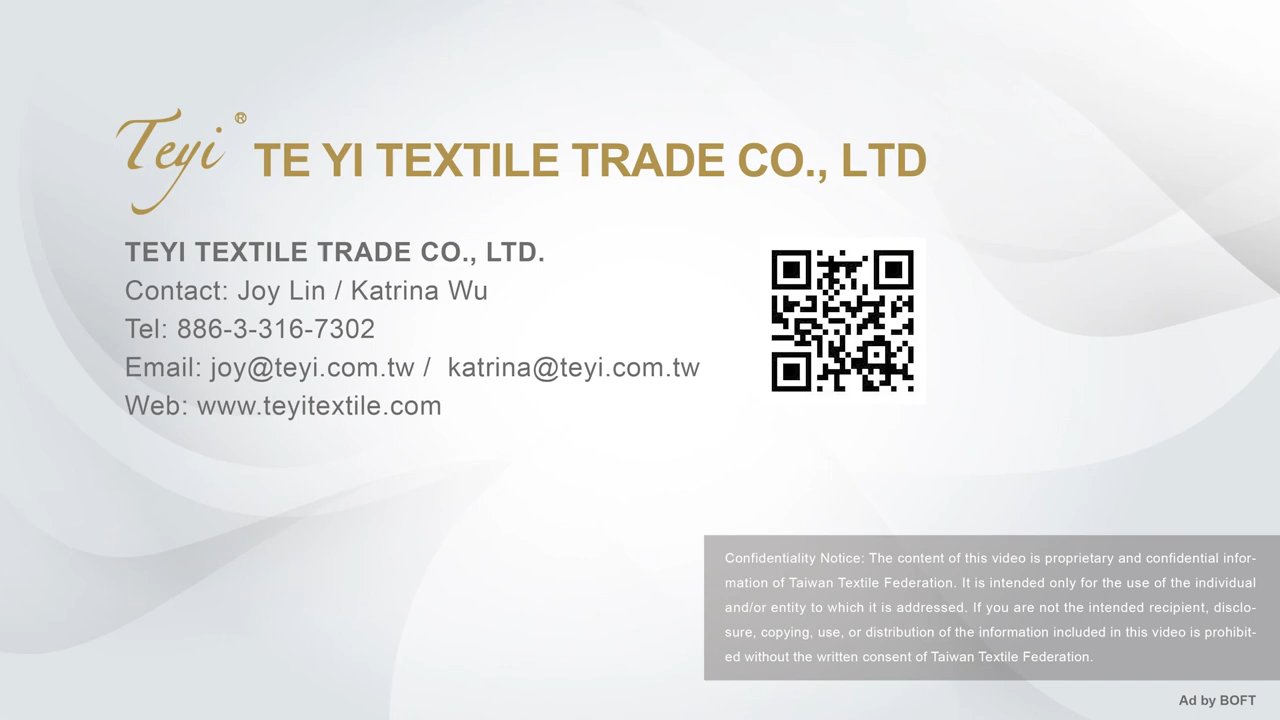 Teyi® TE YI TEXTILE TRADE CO., LTD
TEYI TEXTILE TRADE CO., LTD.
Contact: Joy Lin / Katrina Wu
Tel: 886-3-316-7302
Email: joy@teyi.com.tw /  katrina@teyi.com.tw
Web: www.teyitextile.com
Confidentiality Notice: The content of this video is proprietary and confidential infor-
mation of Taiwan Textile Federation. It is intended only for the use of the individual
and/or entity to which it is addressed. If you are not the intended recipient, disclo-
sure, copying, use, or distribution of the information included in this video is prohibit-
ed without the written consent of Taiwan Textile Federation.
Ad by BOFT